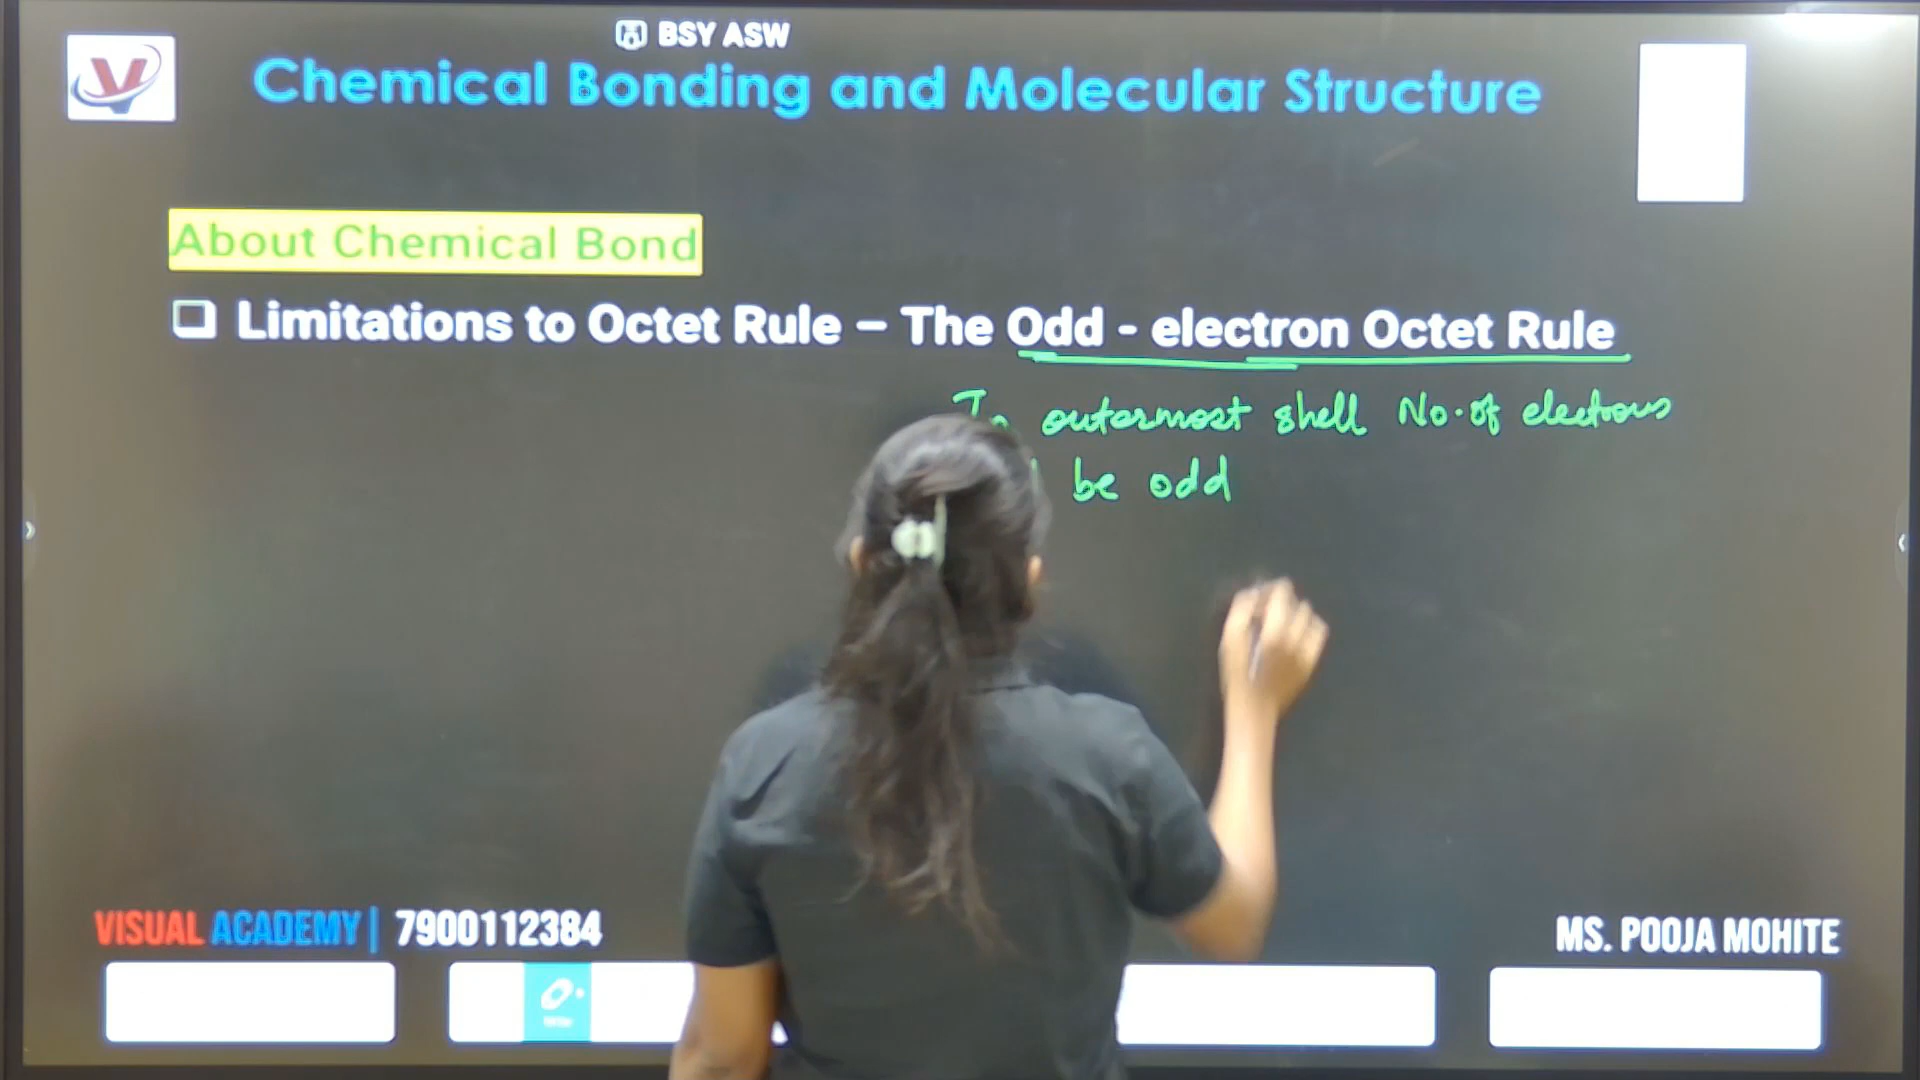 BSY ASW
Chemical Bonding and Molecular Structure
About Chemical Bond
Limitations to Octet Rule – The Odd - electron Octet Rule
outermost shell No. of electrons
be odd
VISUAL ACADEMY | 7900112384
MS. POOJA MOHITE